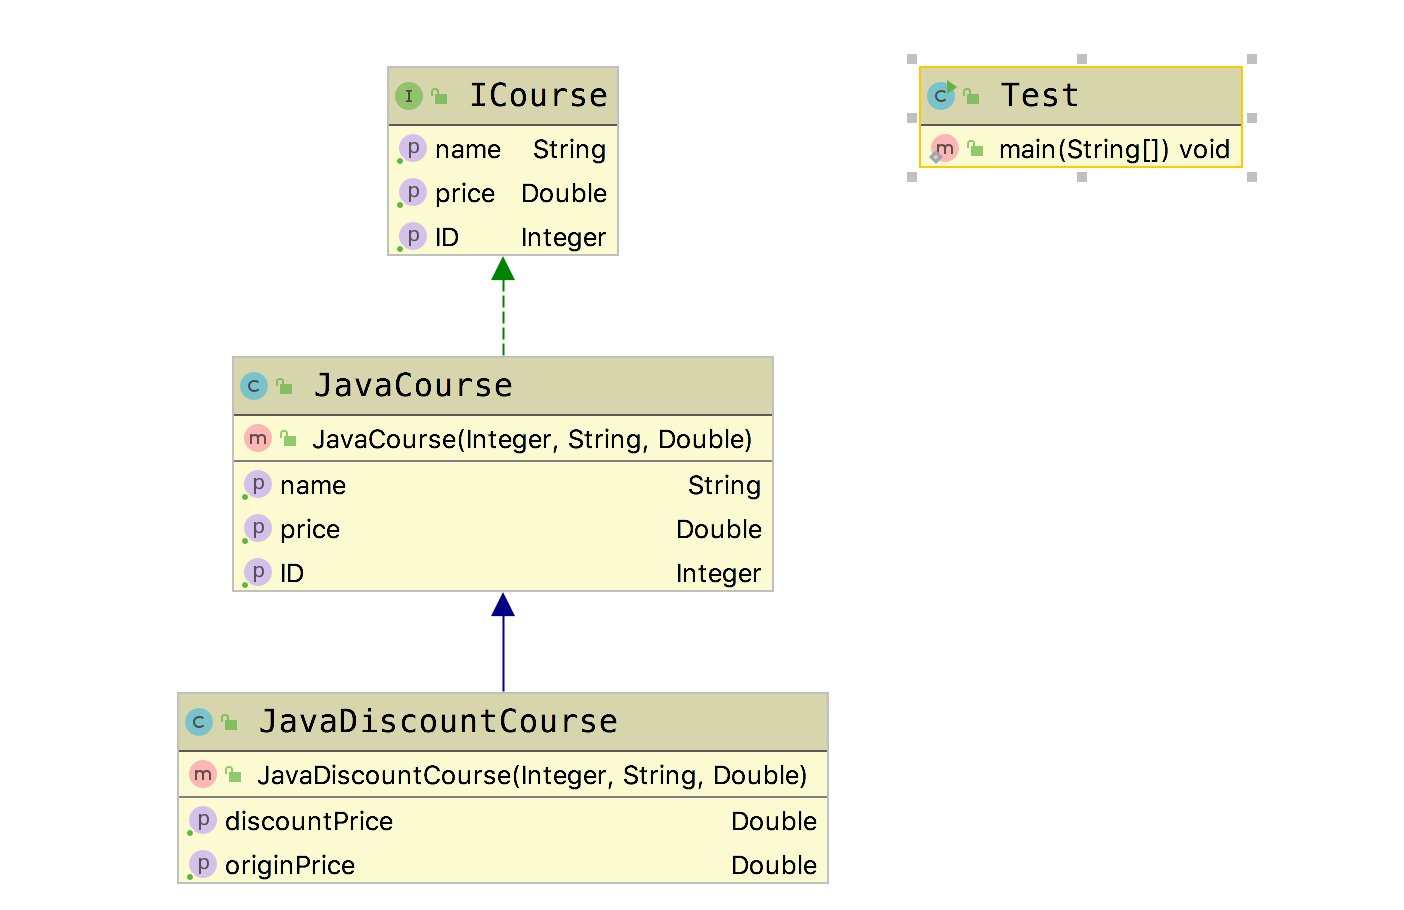 ICourse
name String
price Double
ID Integer
Test
main(String[]) void
JavaCourse
JavaCourse(Integer, String, Double)
name String
price Double
ID Integer
JavaDiscountCourse
JavaDiscountCourse(Integer, String, Double)
discountPrice Double
originPrice Double